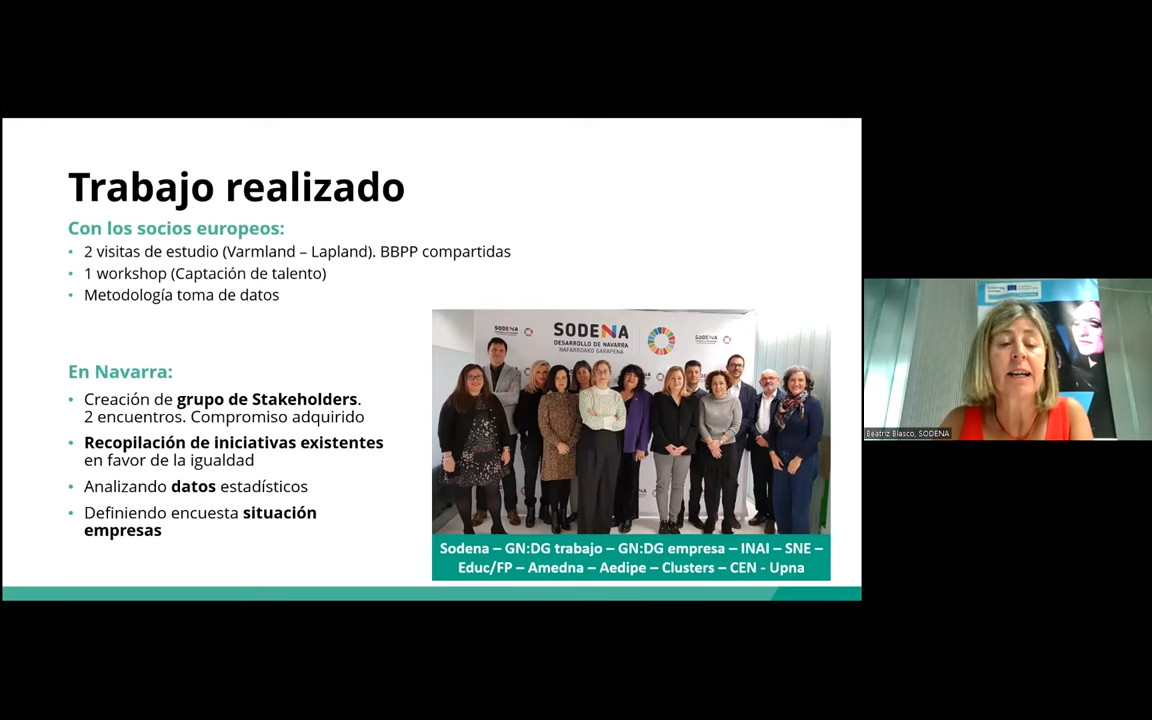 Trabajo realizado
Con los socios europeos:
• 2 visitas de estudio (Varmland – Lapland). BBPP compartidas
• 1 workshop (Captación de talento)
• Metodología toma de datos
En Navarra:
• Creación de grupo de Stakeholders.
2 encuentros. Compromiso adquirido
• Recopilación de iniciativas existentes
en favor de la igualdad
• Analizando datos estadísticos
• Definiendo encuesta situación
empresas
SODENA
SODENA
DESARROLLO DE NAVARRA
NAFARROAKO GARAPENA
SODENA
Sodena – GN:DG trabajo – GN:DG empresa – INAI – SNE –
Educ/FP – Amedna – Aedipe – Clusters – CEN - Upna
Beatriz Blasco, SODENA